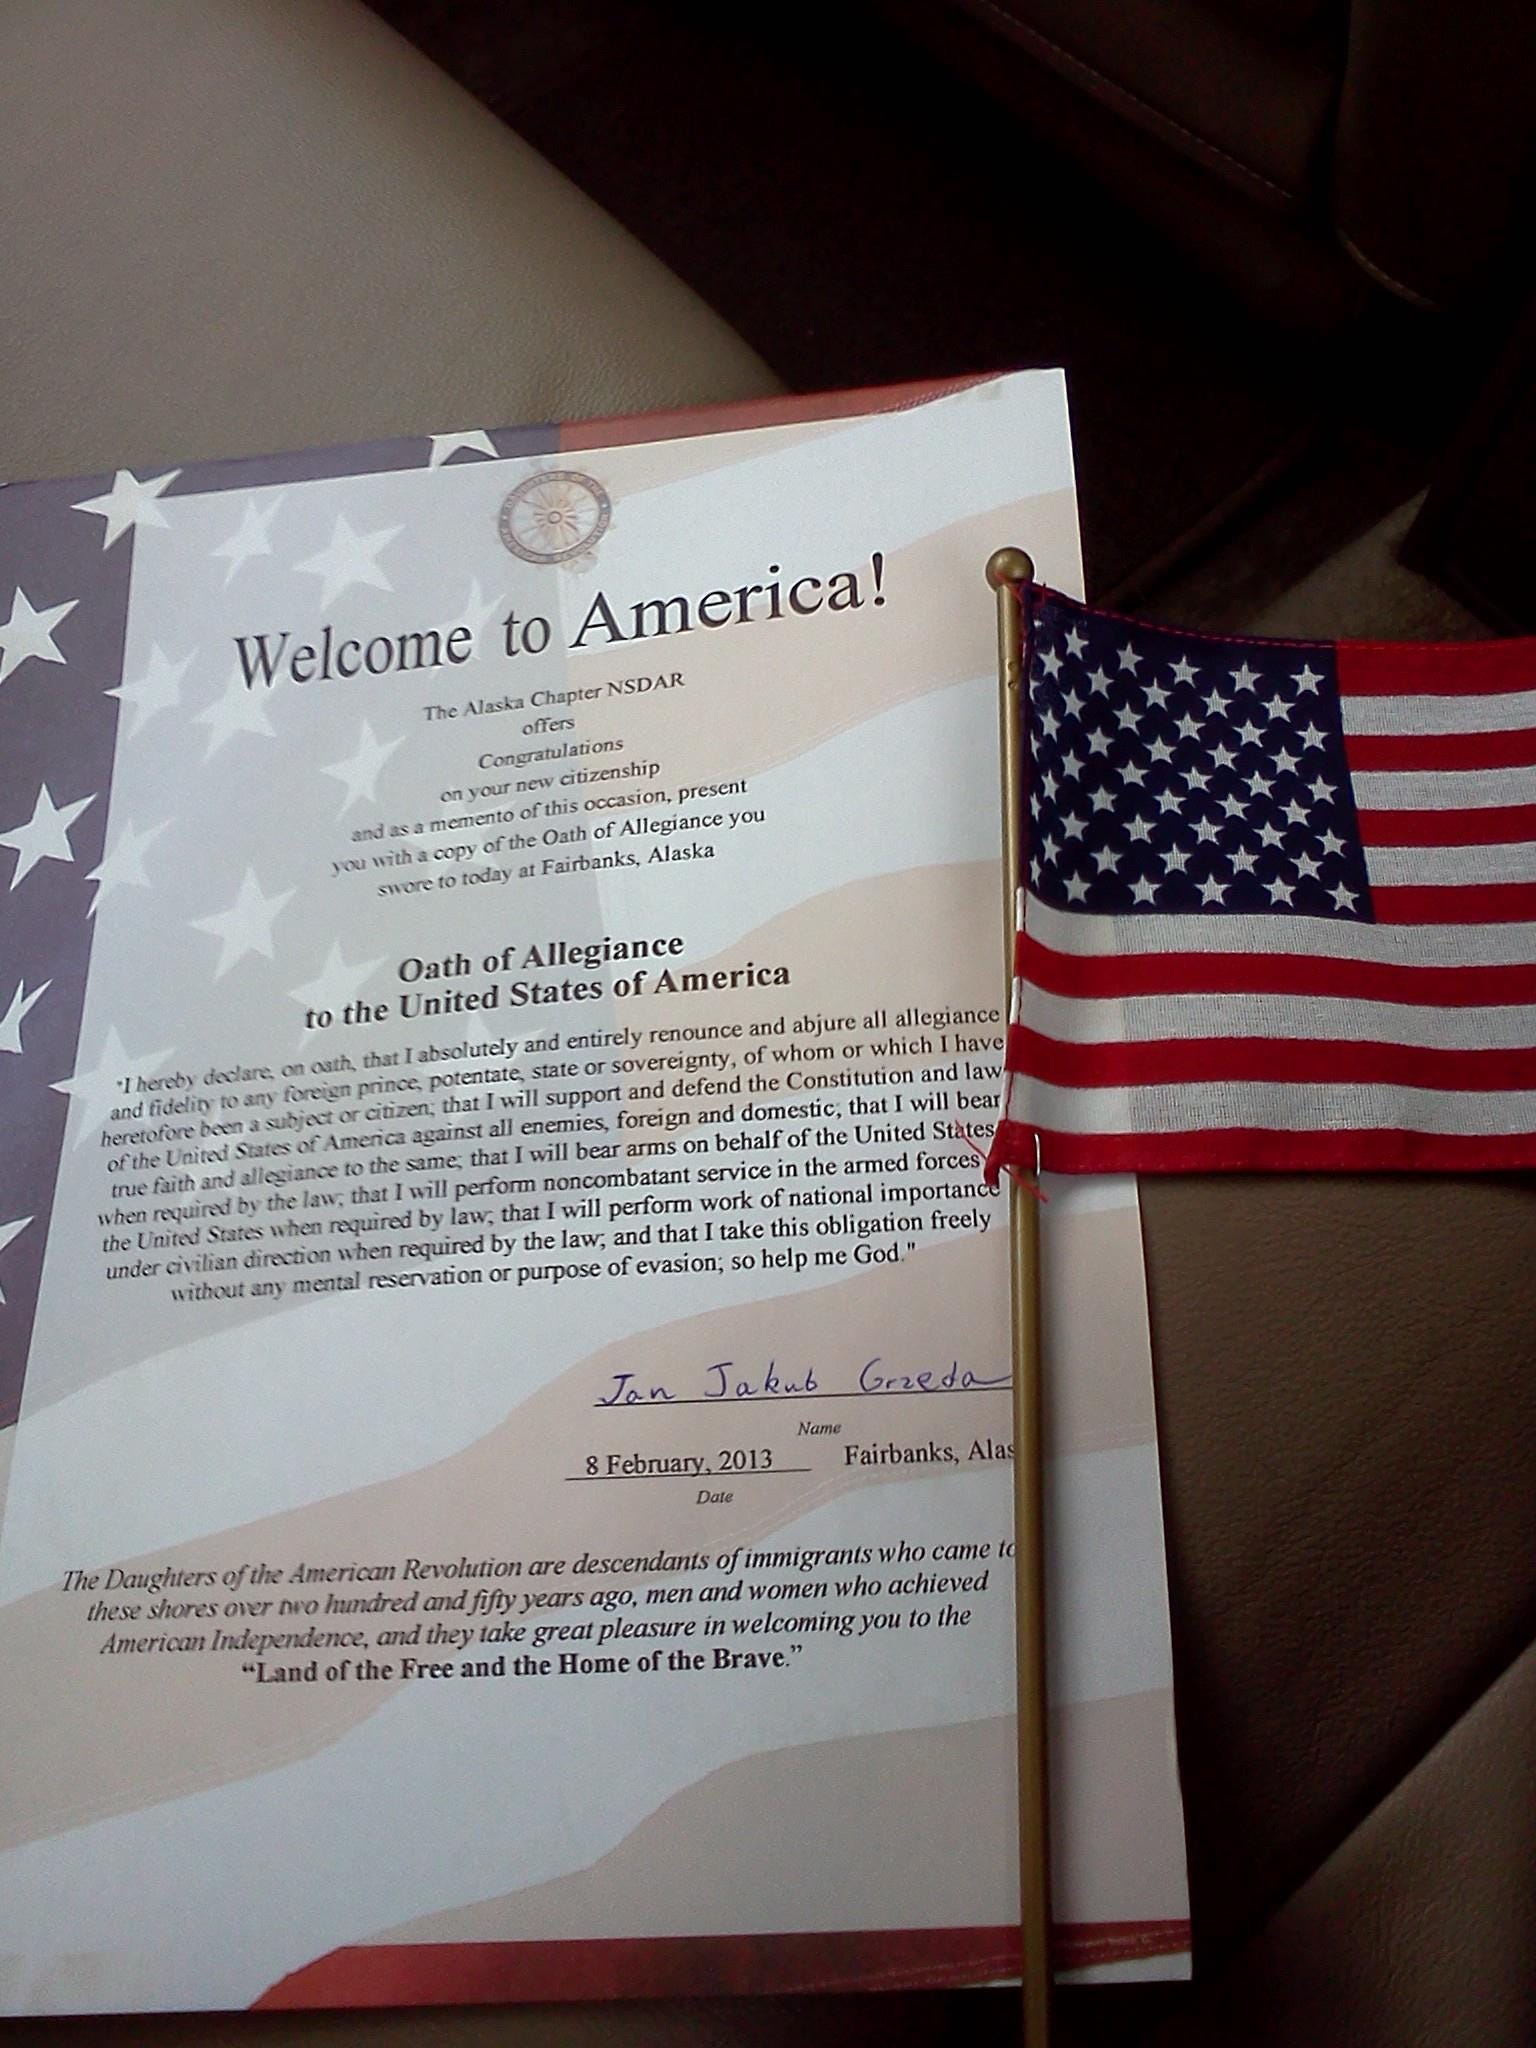 Welcome to America!
The Alaska Chapter NSDAR
offers
Congratulations
on your new citizenship
and as a memento of this occasion, present
you with a copy of the Oath of Allegiance you
swore to today at Fairbanks, Alaska
Oath of Allegiance
to the United States of America
"I hereby declare, on oath, that I absolutely and entirely renounce and abjure all allegiance
and fidelity to any foreign prince, potentate, state or sovereignty, of whom or which I have
heretofore been a subject or citizen; that I will support and defend the Constitution and law
of the United States of America against all enemies, foreign and domestic; that I will bear
true faith and allegiance to the same; that I will bear arms on behalf of the United States
when required by the law; that I will perform noncombatant service in the armed forces
the United States when required by law; that I will perform work of national importance
under civilian direction when required by the law; and that I take this obligation freely
without any mental reservation or purpose of evasion; so help me God."
Jan Jakub Grzeda
Name
8 February, 2013 Fairbanks, Alas
Date
The Daughters of the American Revolution are descendants of immigrants who came to
these shores over two hundred and fifty years ago, men and women who achieved
American Independence, and they take great pleasure in welcoming you to the
“Land of the Free and the Home of the Brave.”